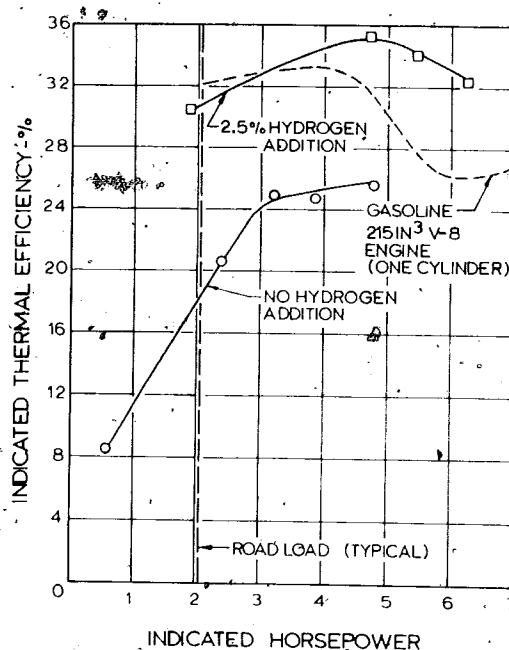 36
32
28
24
20
16
12
8
4
0
INDICATED THERMAL EFFICIENCY-%
2.5% HYDROGEN
ADDITION
GASOLINE
215IN³ V-8
ENGINE
(ONE CYLINDER)
NO HYDROGEN
ADDITION
ROAD LOAD (TYPICAL)
1 2 3 4 5 6 7
INDICATED HORSEPOWER